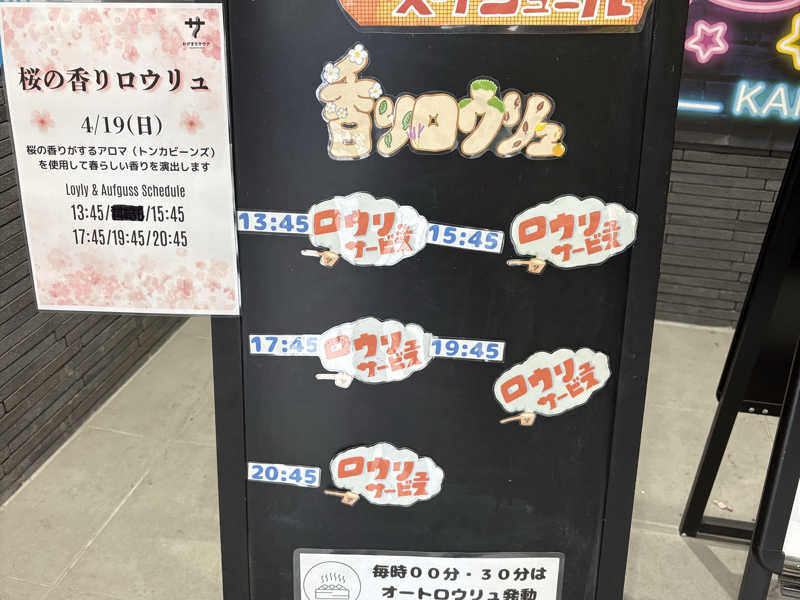 サ
桜の香りロウリュ
4/19(日)
桜の香りがするアロマ（トンカビーンズ）
を使用して春らしい香りを演出します
Loyly & Aufguss Schedule
13:45/ /15:45
17:45/19:45/20:45
香りロウリュ
13:45
ロウリュ
サービス
15:45
ロウリュ
サービス
17:45
ロウリュ
サービス
19:45
ロウリュ
サービス
20:45
ロウリュ
サービス
毎時００分・３０分は
オートロウリュ発動
KA